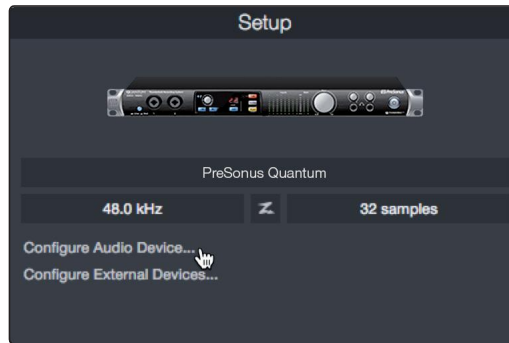 Setup
PreSonus Quantum
48.0 kHz
32 samples
Configure Audio Device...
Configure External Devices...